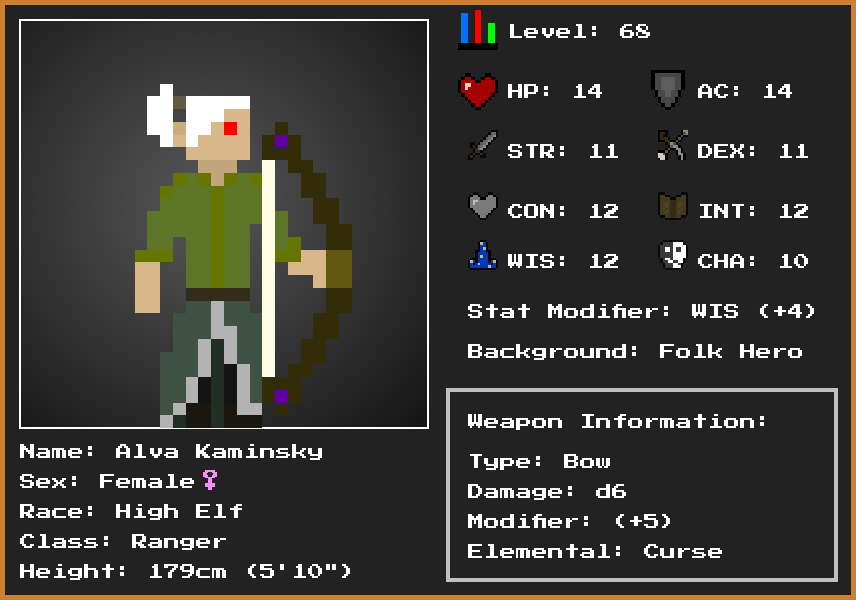 Level: 68
HP: 14 AC: 14
STR: 11 DEX: 11
CON: 12 INT: 12
WIS: 12 CHA: 10
Stat Modifier: WIS (+4)
Background: Folk Hero
Weapon Information:
Type: Bow
Damage: d6
Modifier: (+5)
Elemental: Curse
Name: Alva Kaminsky
Sex: Female♀
Race: High Elf
Class: Ranger
Height: 179cm (5'10")